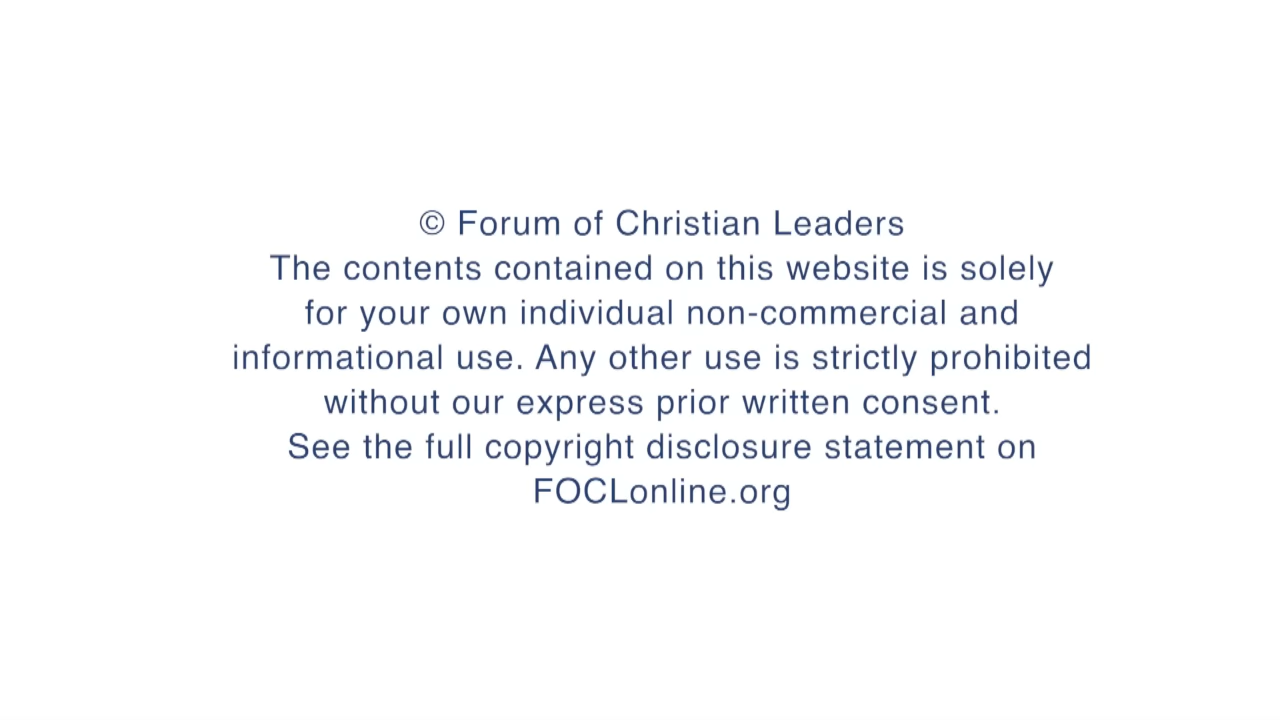 © Forum of Christian Leaders
The contents contained on this website is solely
for your own individual non-commercial and
informational use. Any other use is strictly prohibited
without our express prior written consent.
See the full copyright disclosure statement on
FOCLonline.org